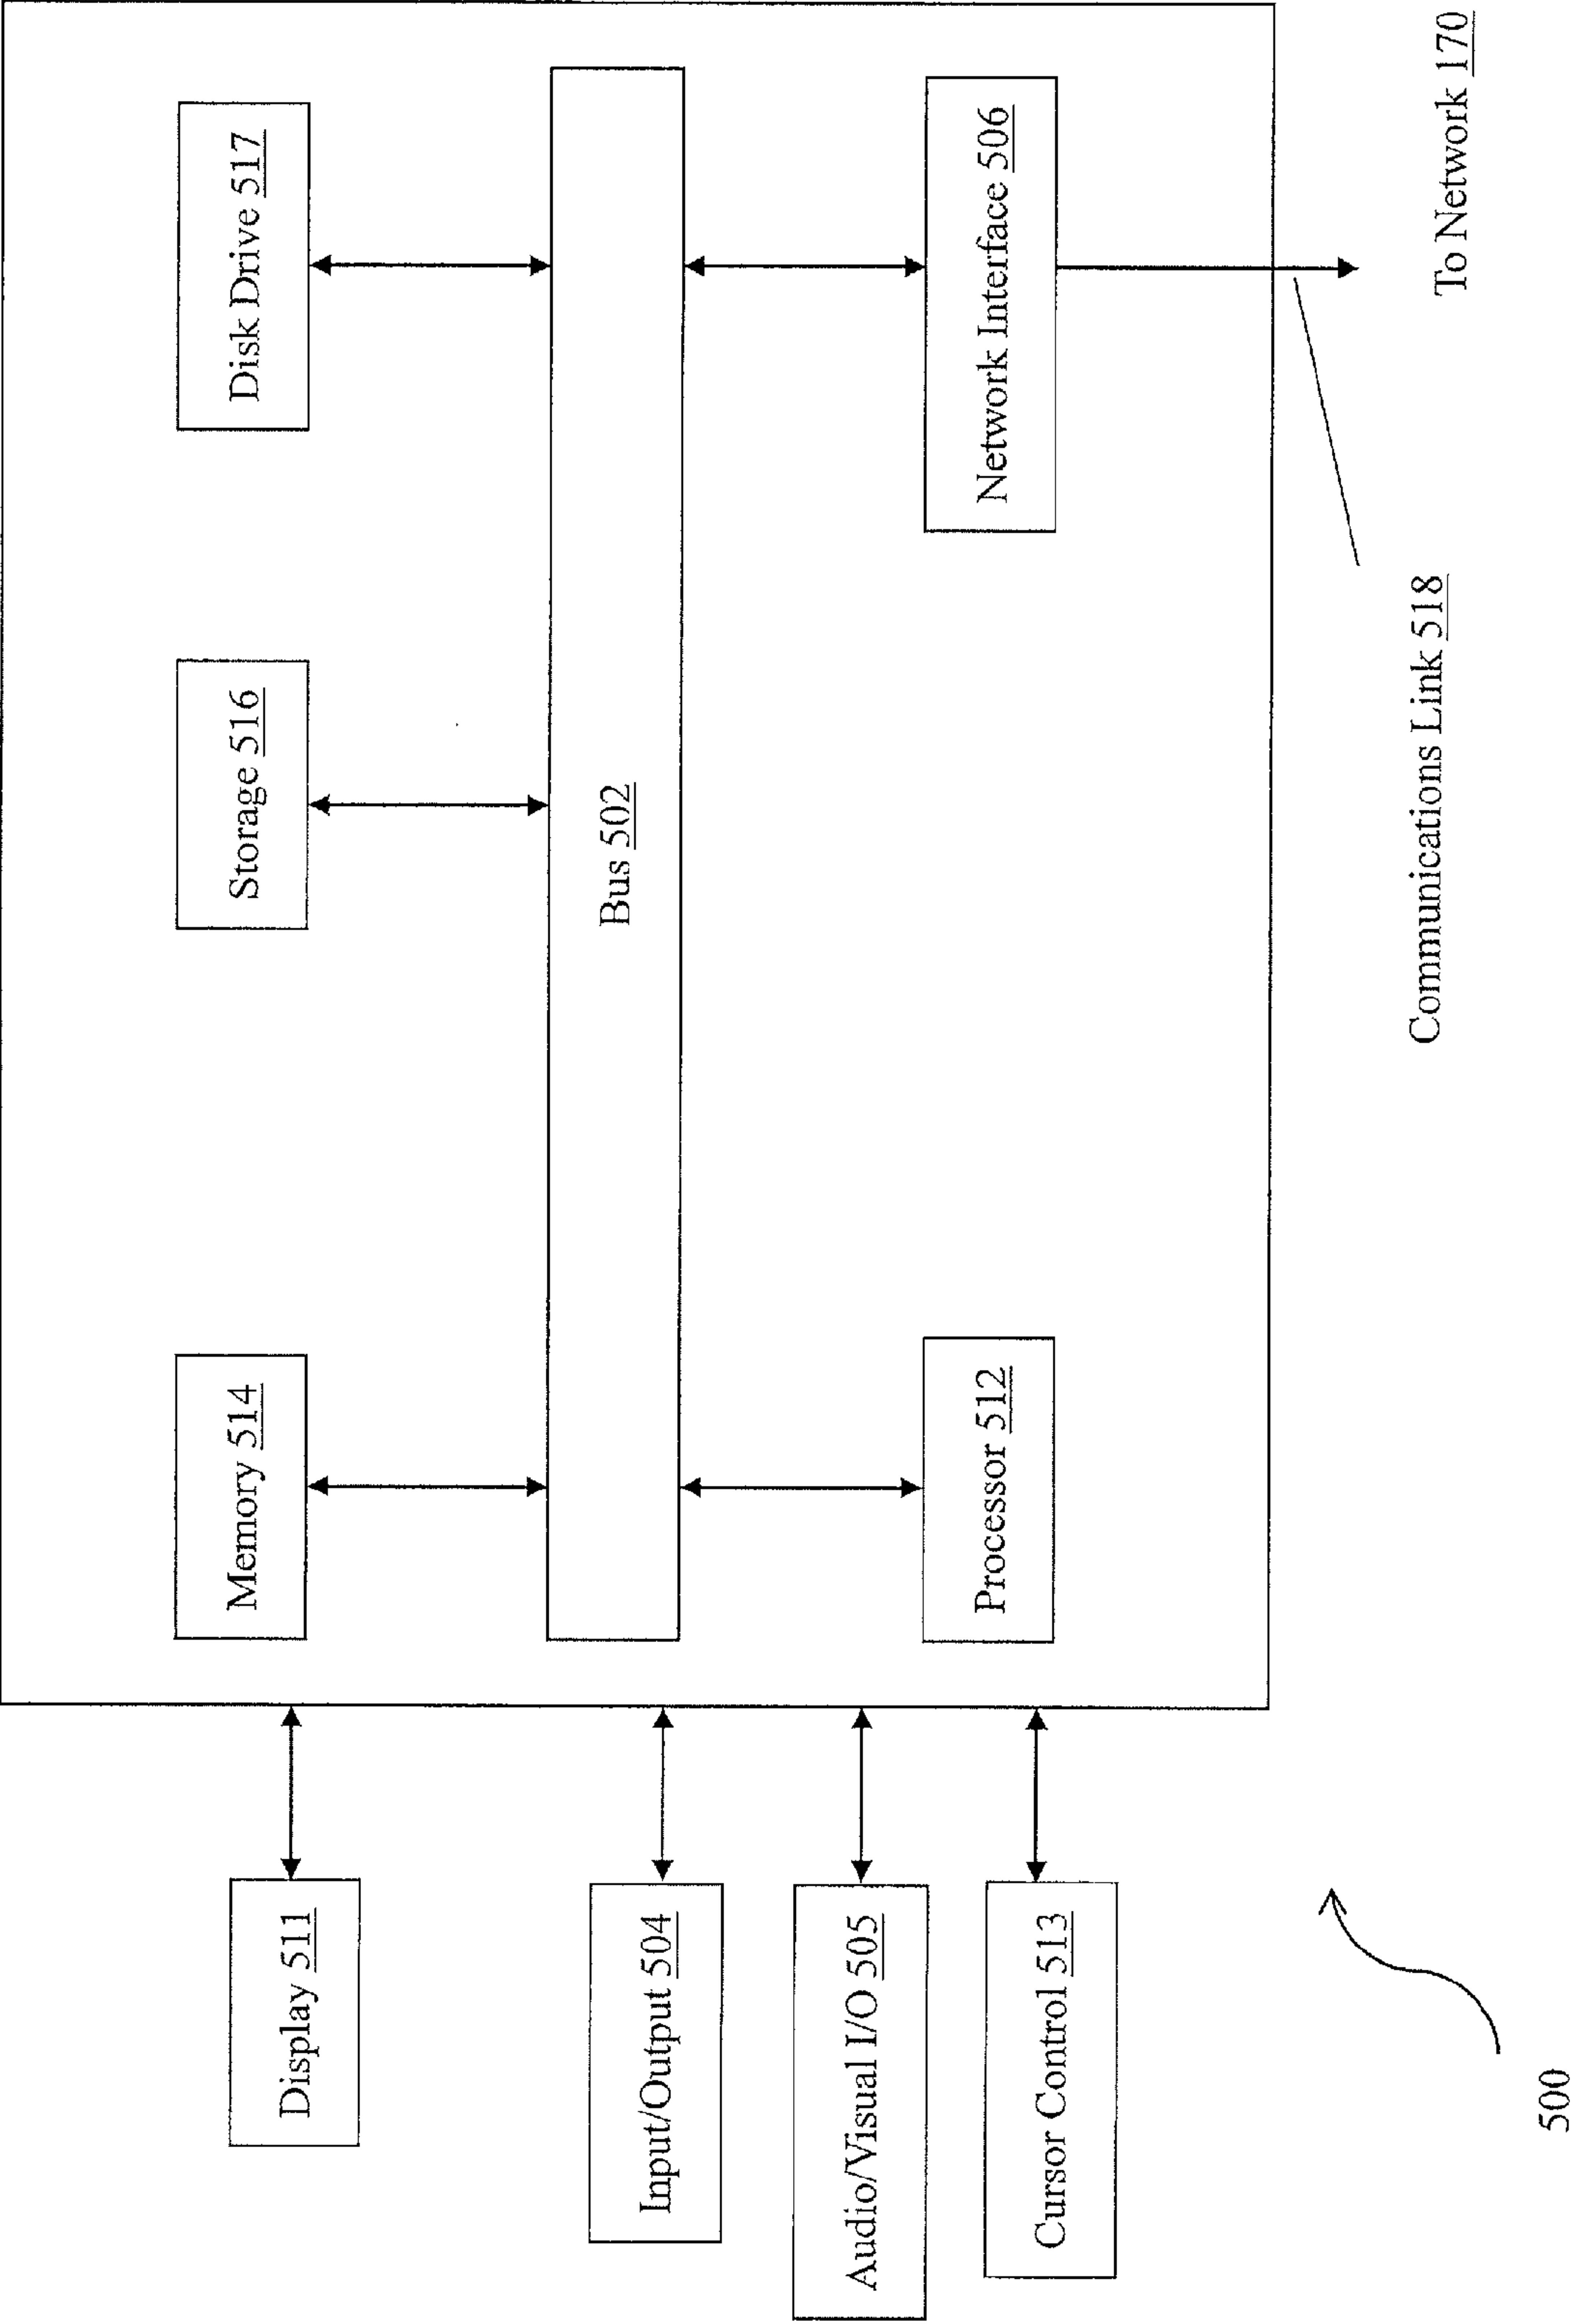 Memory 514
Storage 516
Disk Drive 517
Display 511
Bus 502
Input/Output 504
Audio/Visual I/O 505
Cursor Control 513
Processor 512
Network Interface 506
Communications Link 518
To Network 170
500